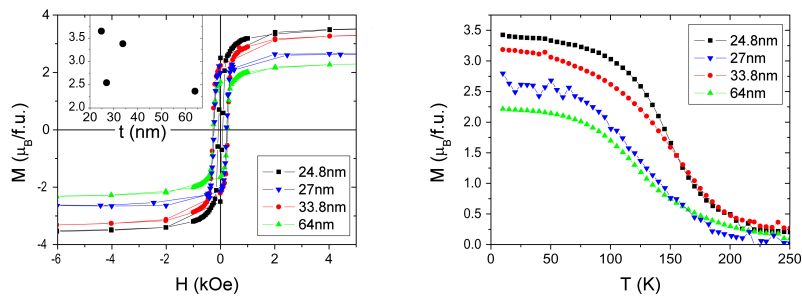 4
2
0
-2
-4
M (μB/f.u.)
-6
-4
-2
0
2
4
H (kOe)
3.5
3.0
2.5
2.0
20
30
40
50
60
t (nm)
24.8nm
27nm
33.8nm
64nm
3.5
3.0
2.5
2.0
1.5
1.0
0.5
0.0
M (μB/f.u.)
0
50
100
150
200
250
T (K)
24.8nm
27nm
33.8nm
64nm